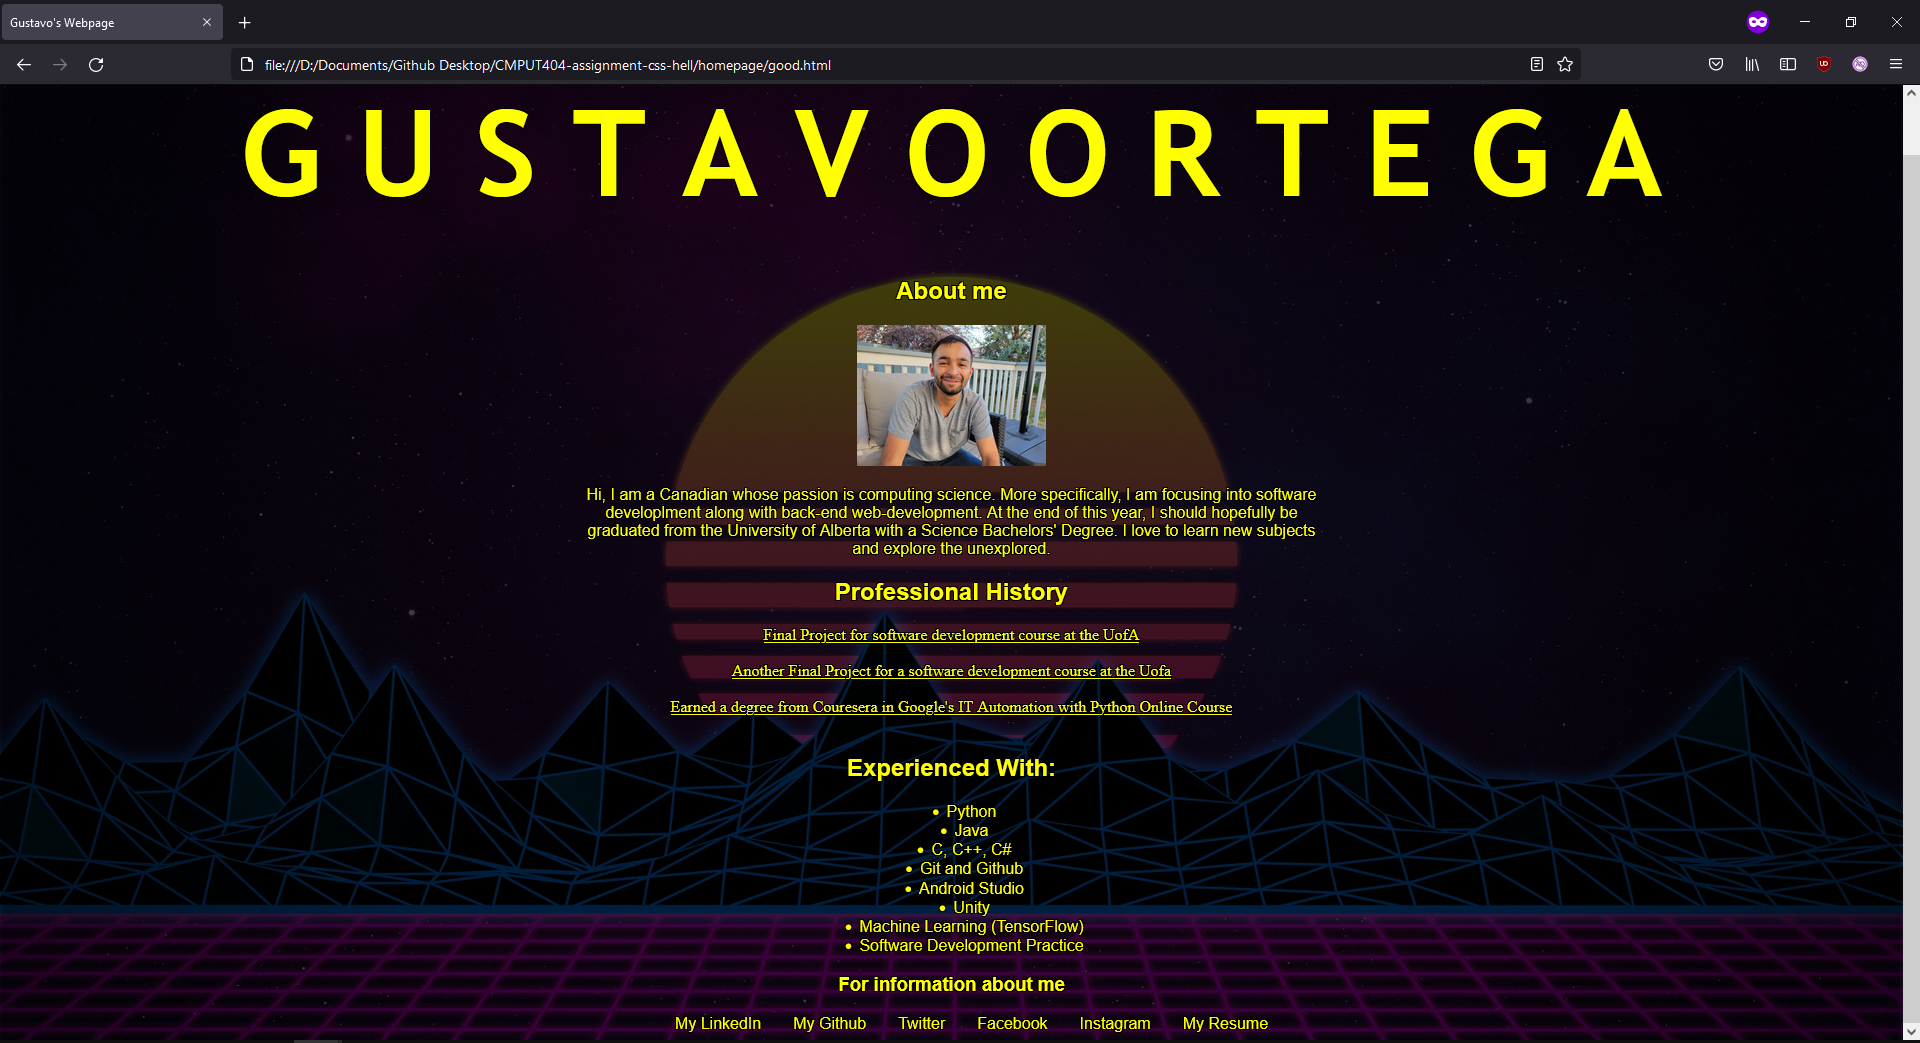 Gustavo's Webpage
file:///D:/Documents/Github Desktop/CMPUT404-assignment-css-hell/homepage/good.html
GUSTAVOORTEGA
About me
Hi, I am a Canadian whose passion is computing science. More specifically, I am focusing into software
developlment along with back-end web-development. At the end of this year, I should hopefully be
graduated from the University of Alberta with a Science Bachelors' Degree. I love to learn new subjects
and explore the unexplored.
Professional History
Final Project for software development course at the UofA
Another Final Project for a software development course at the Uofa
Earned a degree from Couresera in Google's IT Automation with Python Online Course
Experienced With:
• Python
• Java
• C, C++, C#
• Git and Github
• Android Studio
• Unity
• Machine Learning (TensorFlow)
• Software Development Practice
For information about me
My LinkedIn My Github Twitter Facebook Instagram My Resume